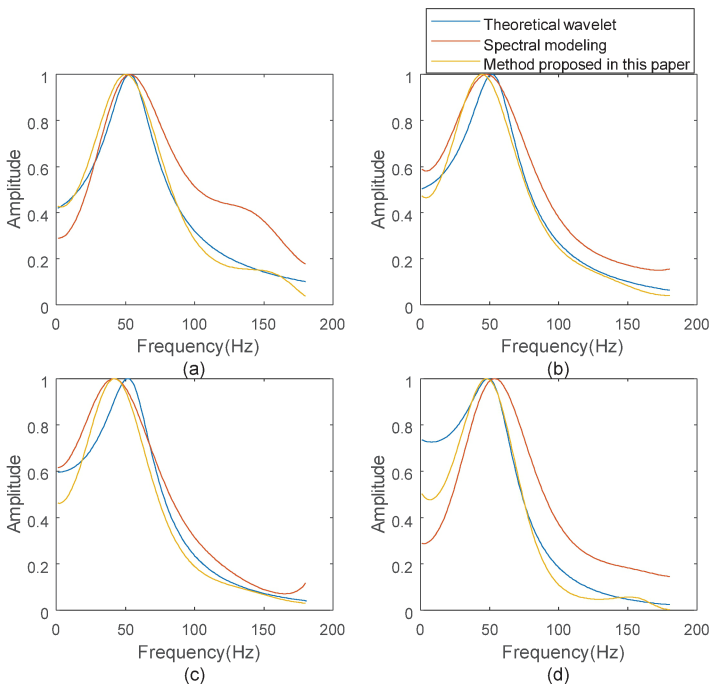 Theoretical wavelet
Spectral modeling
Method proposed in this paper
1
0.8
0.6
0.4
0.2
0
Amplitude
0 50 100 150 200
Frequency(Hz)
(a)
1
0.8
0.6
0.4
0.2
0
Amplitude
0 50 100 150 200
Frequency(Hz)
(b)
1
0.8
0.6
0.4
0.2
0
Amplitude
0 50 100 150 200
Frequency(Hz)
(c)
1
0.8
0.6
0.4
0.2
0
Amplitude
0 50 100 150 200
Frequency(Hz)
(d)